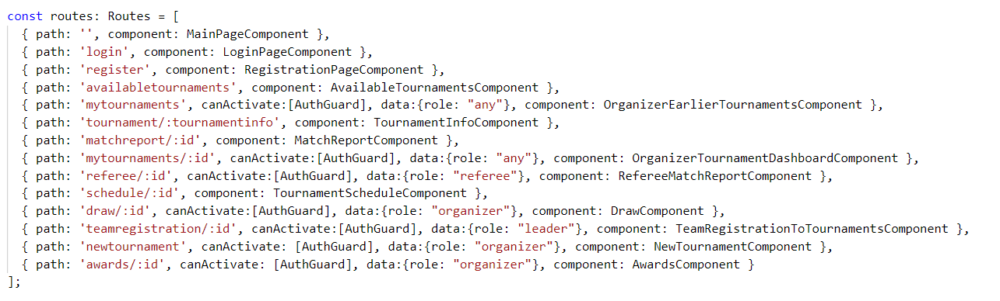 const routes: Routes = [
  { path: '', component: MainPageComponent },
  { path: 'login', component: LoginPageComponent },
  { path: 'register', component: RegistrationPageComponent },
  { path: 'availabletournaments', component: AvailableTournamentsComponent },
  { path: 'mytournaments', canActivate:[AuthGuard], data:{role: "any"}, component: OrganizerEarlierTournamentsComponent },
  { path: 'tournament/:tournamentinfo', component: TournamentInfoComponent },
  { path: 'matchreport/:id', component: MatchReportComponent },
  { path: 'mytournaments/:id', canActivate:[AuthGuard], data:{role: "any"}, component: OrganizerTournamentDashboardComponent },
  { path: 'referee/:id', canActivate:[AuthGuard], data:{role: "referee"}, component: RefereeMatchReportComponent },
  { path: 'schedule/:id', component: TournamentScheduleComponent },
  { path: 'draw/:id', canActivate:[AuthGuard], data:{role: "organizer"}, component: DrawComponent },
  { path: 'teamregistration/:id', canActivate:[AuthGuard], data:{role: "leader"}, component: TeamRegistrationToTournamentsComponent },
  { path: 'newtournament', canActivate: [AuthGuard], data:{role: "organizer"}, component: NewTournamentComponent },
  { path: 'awards/:id', canActivate: [AuthGuard], data:{role: "organizer"}, component: AwardsComponent }
];